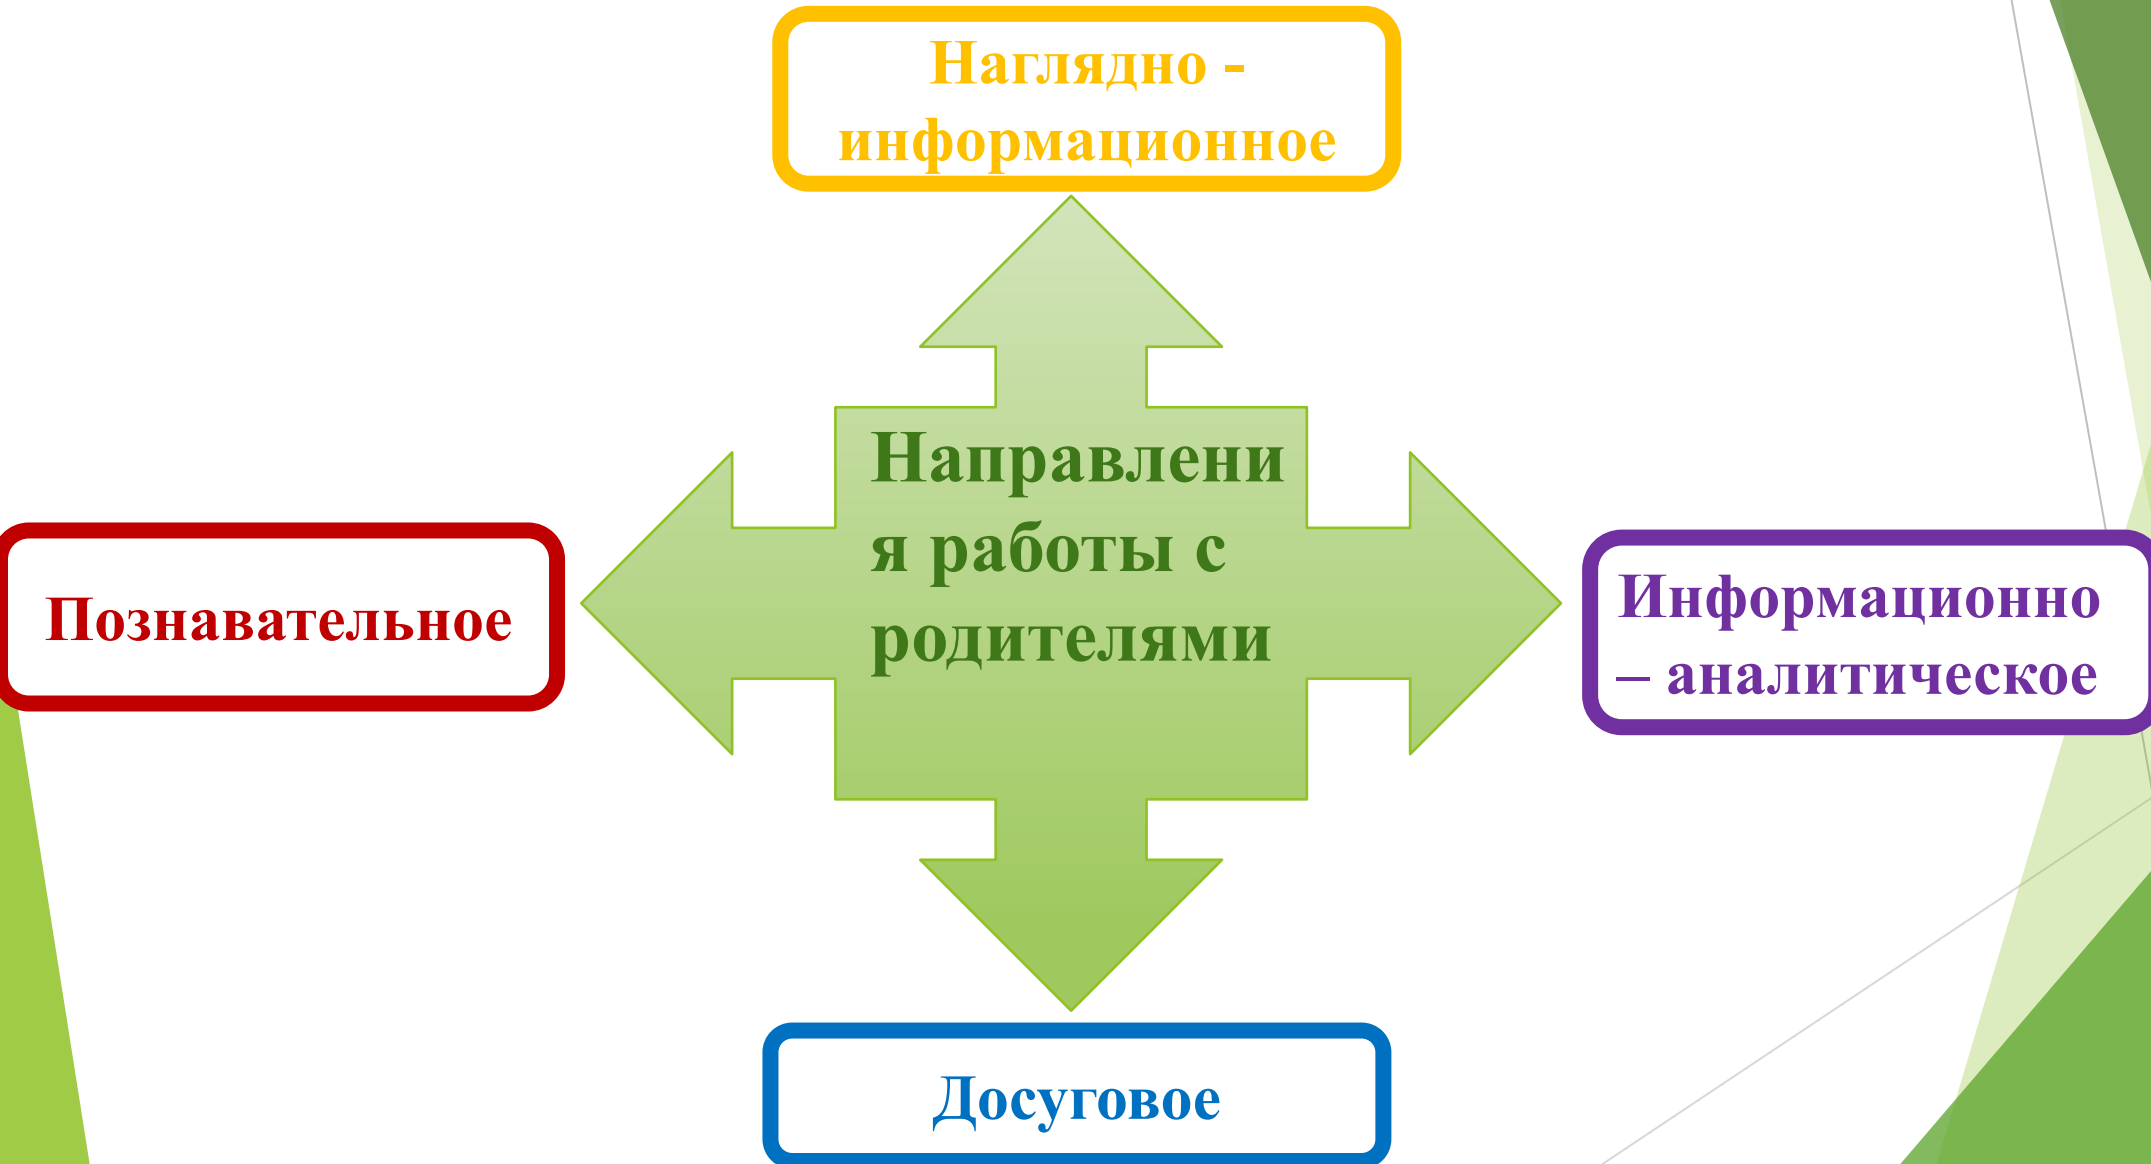 Наглядно -
информационное
Направлени
я работы с
родителями
Познавательное
Информационно
– аналитическое
Досуговое